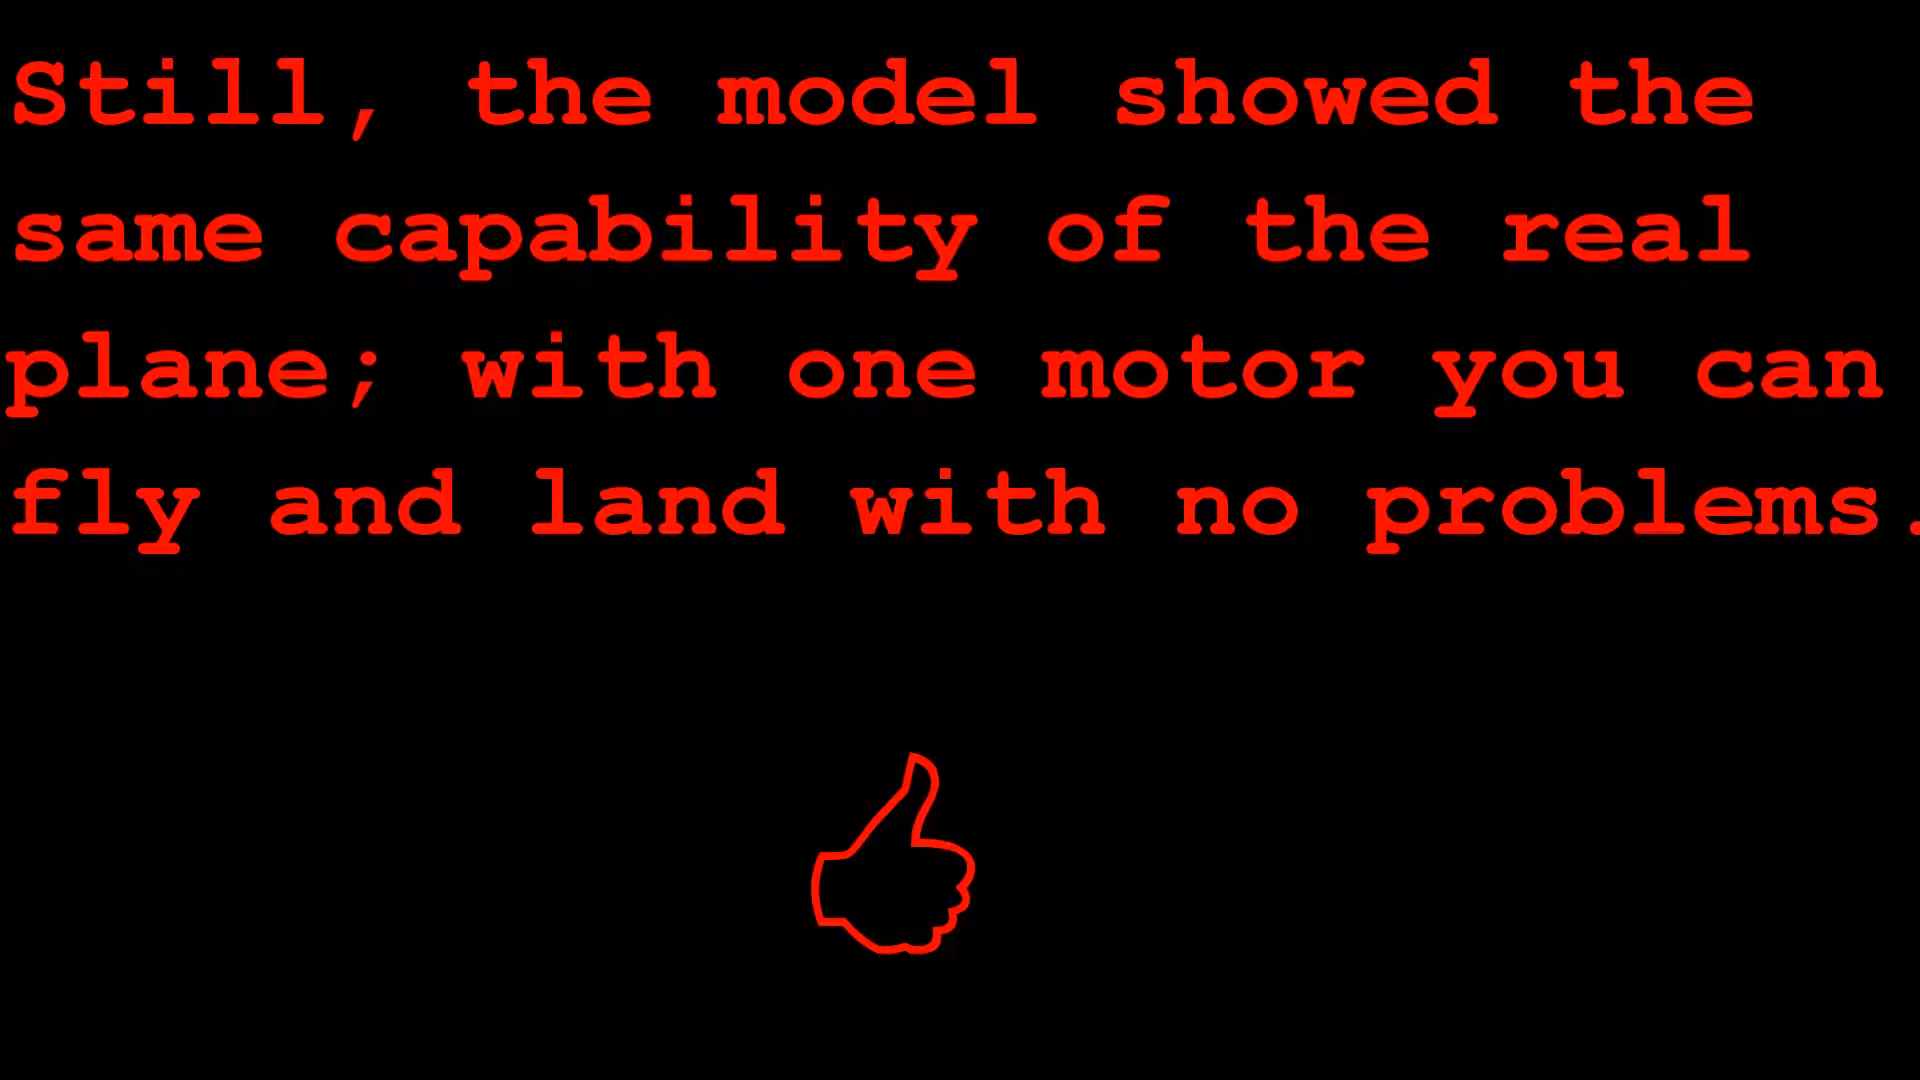 Still, the model showed the
same capability of the real
plane; with one motor you can
fly and land with no problems.